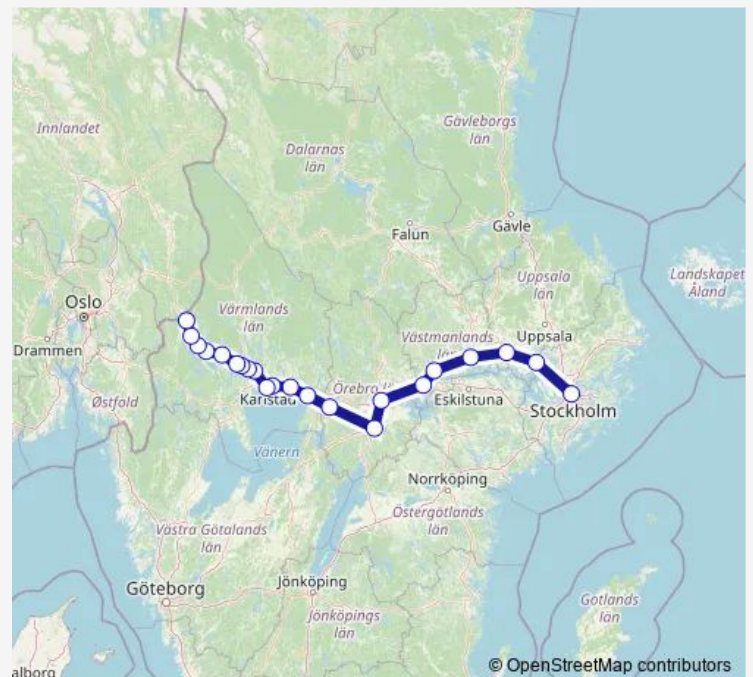 Innlandet
Gävleborgs
län
Dalarnas
län
Falun
Gävle
Landskapet
Åland
Uppsala
län
Oslo
Värmlands
län
Drammen
Västmanlands
Uppsala
Østfold
Karlstad
Örebro
Eskilstuna
Stockholm
Vänern
Norrköping
Östergötlands
län
Västra Götalands
län
Göteborg
Jönköping
Gotlands
län
Jönköpings
län
alborg
© OpenStreetMap contributors